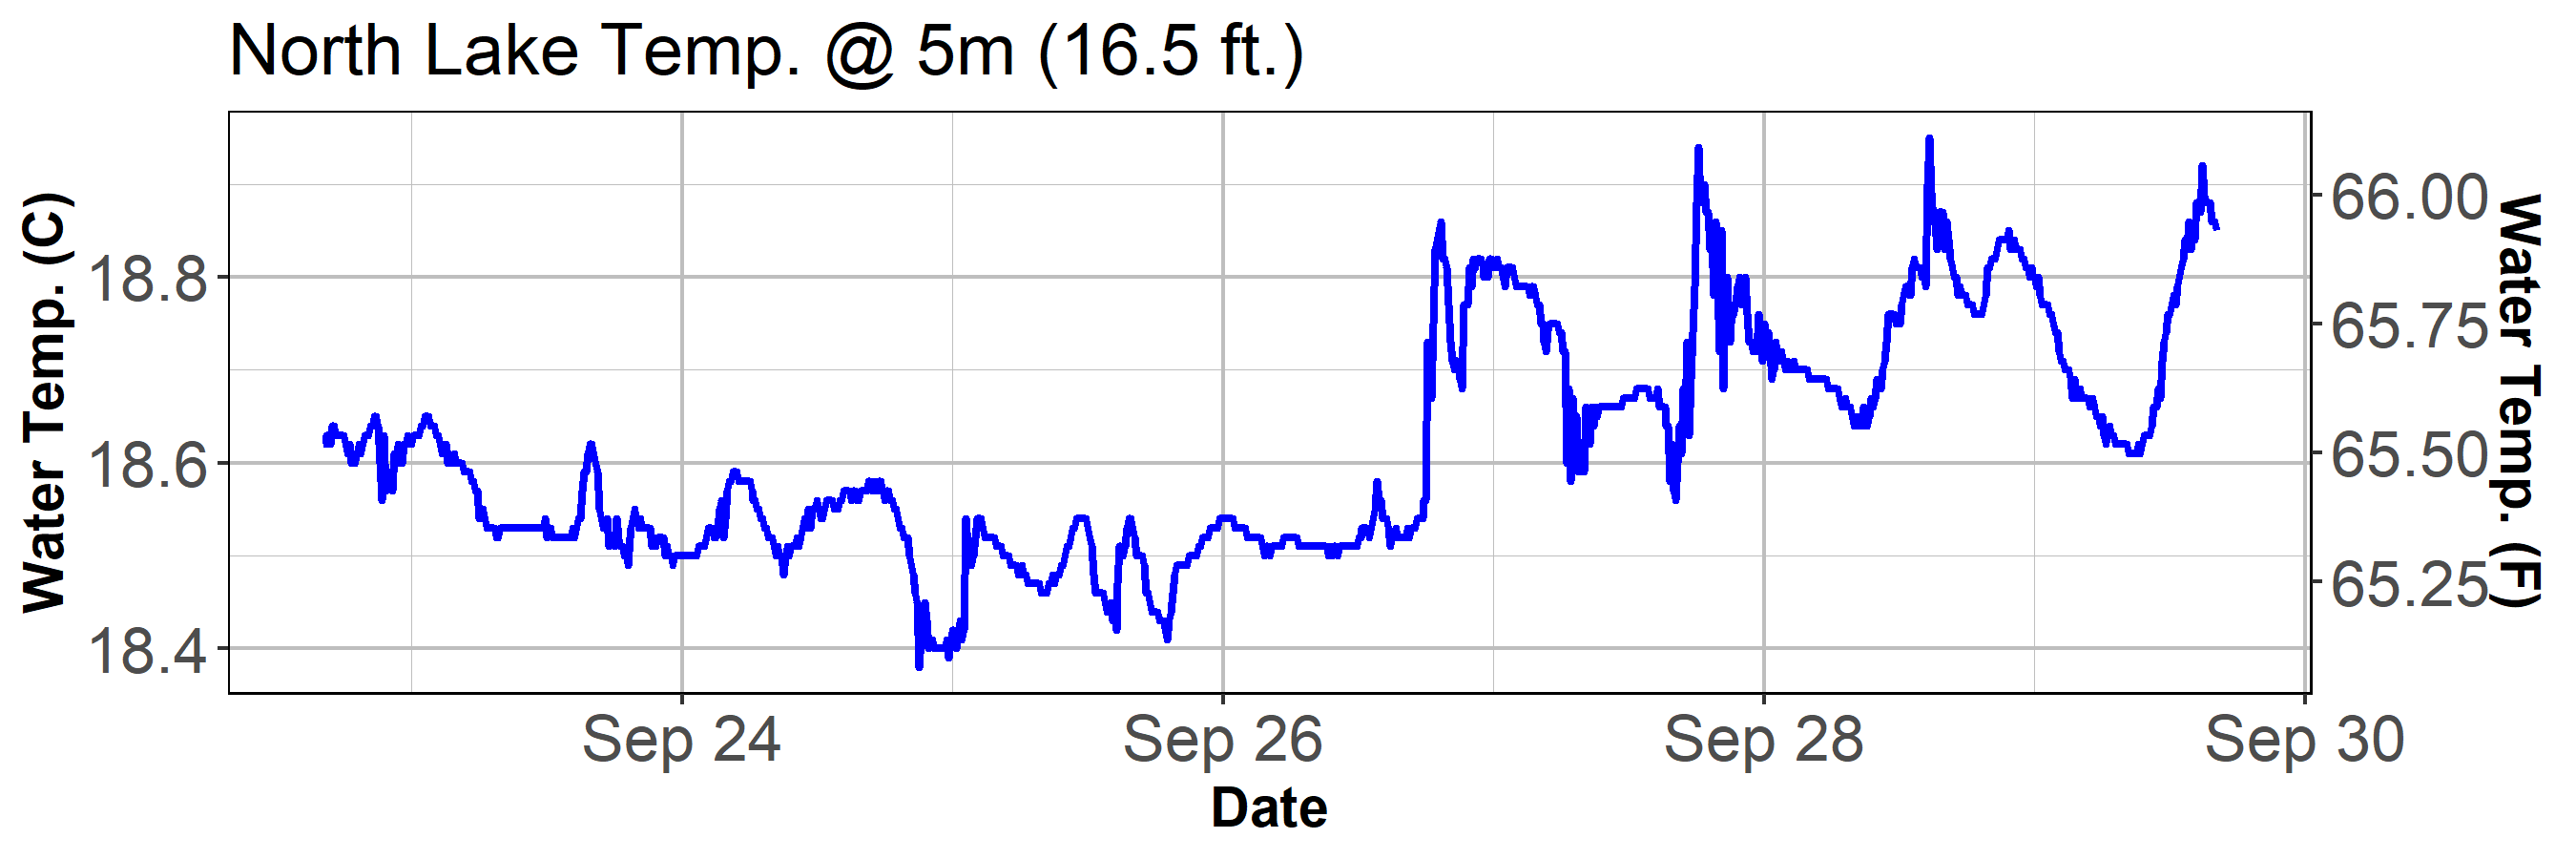 North Lake Temp. @ 5m (16.5 ft.)
Water Temp. (C)
18.8
18.6
18.4
66.00
65.75
65.50
65.25
Water Temp. (F)
Sep 24 Sep 26 Sep 28 Sep 30
Date